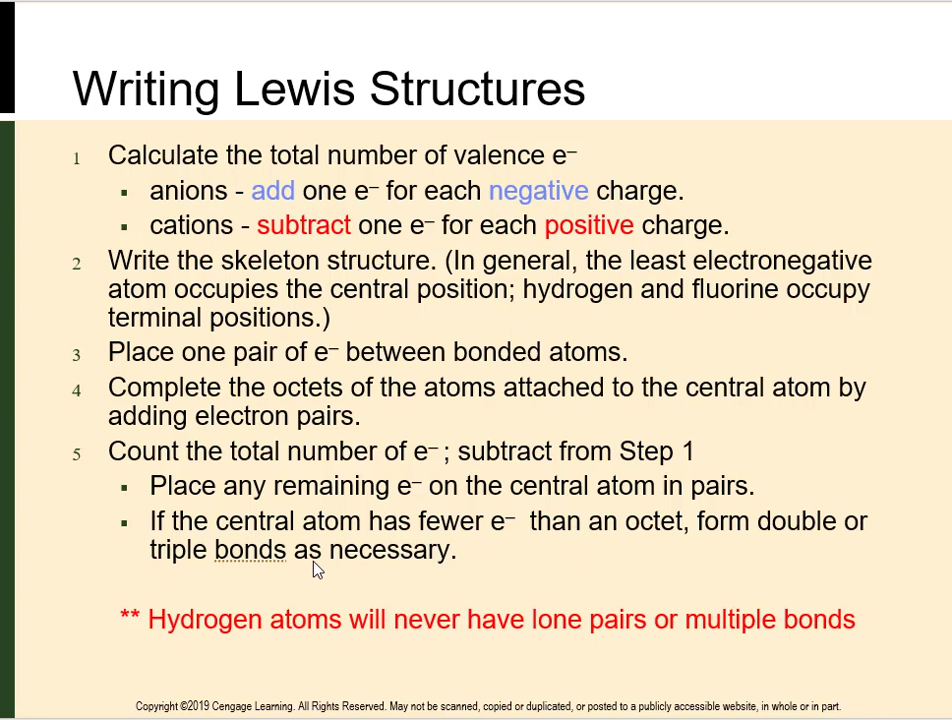 Writing Lewis Structures
1 Calculate the total number of valence e⁻
▪ anions - add one e⁻ for each negative charge.
▪ cations - subtract one e⁻ for each positive charge.
2 Write the skeleton structure. (In general, the least electronegative
atom occupies the central position; hydrogen and fluorine occupy
terminal positions.)
3 Place one pair of e⁻ between bonded atoms.
4 Complete the octets of the atoms attached to the central atom by
adding electron pairs.
5 Count the total number of e⁻ ; subtract from Step 1
▪ Place any remaining e⁻ on the central atom in pairs.
▪ If the central atom has fewer e⁻ than an octet, form double or
triple bonds as necessary.
** Hydrogen atoms will never have lone pairs or multiple bonds
Copyright ©2019 Cengage Learning. All Rights Reserved. May not be scanned, copied or duplicated, or posted to a publicly accessible website, in whole or in part.